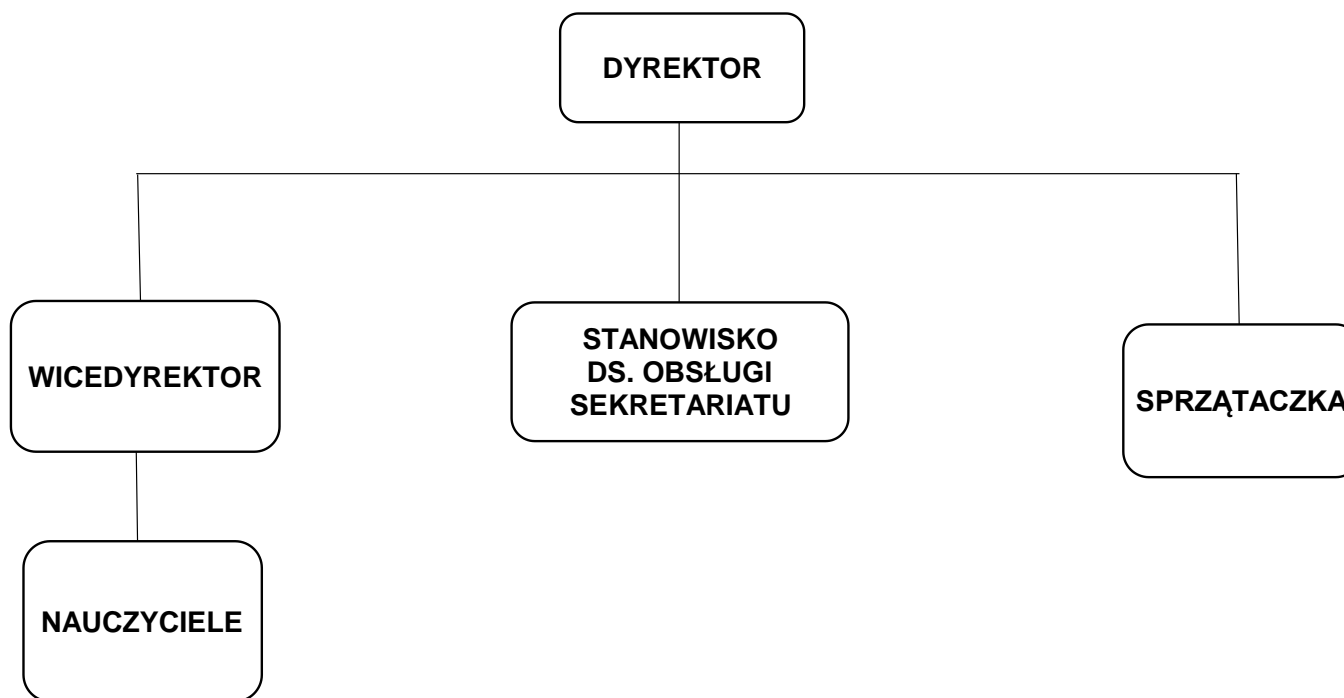 DYREKTOR
WICEDYREKTOR
STANOWISKO
DS. OBSŁUGI
SEKRETARIATU
SPRZĄTACZKA
NAUCZYCIELE